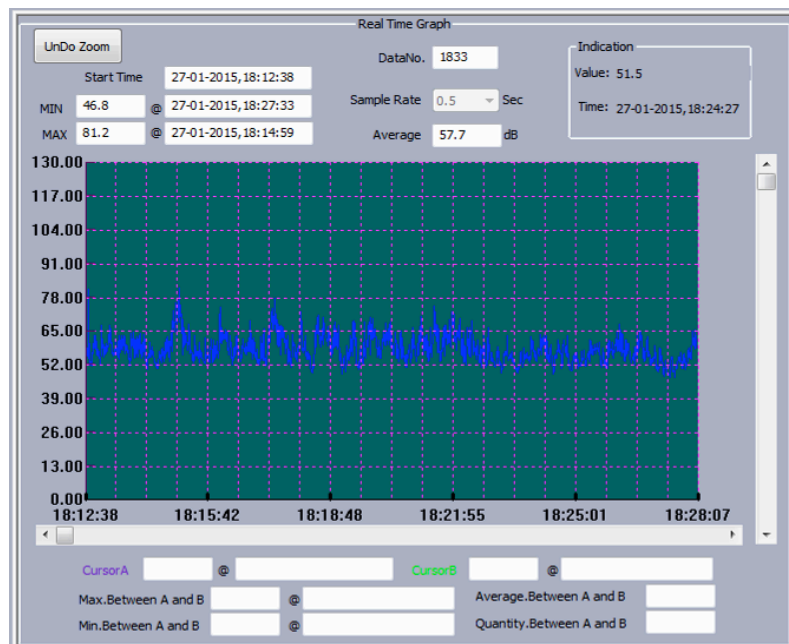 Real Time Graph
UnDo Zoom
DataNo. 1833
Indication
Value: 51.5
Time: 27-01-2015,18:24:27
Start Time 27-01-2015,18:12:38
MIN 46.8 @ 27-01-2015,18:27:33
Sample Rate 0.5 Sec
MAX 81.2 @ 27-01-2015,18:14:59
Average 57.7 dB
130.00
117.00
104.00
91.00
78.00
65.00
52.00
39.00
26.00
13.00
0.00
18:12:38 18:15:42 18:18:48 18:21:55 18:25:01 18:28:07
CursorA @ CursorB @
Max.Between A and B @ Average.Between A and B
Min.Between A and B @ Quantity.Between A and B